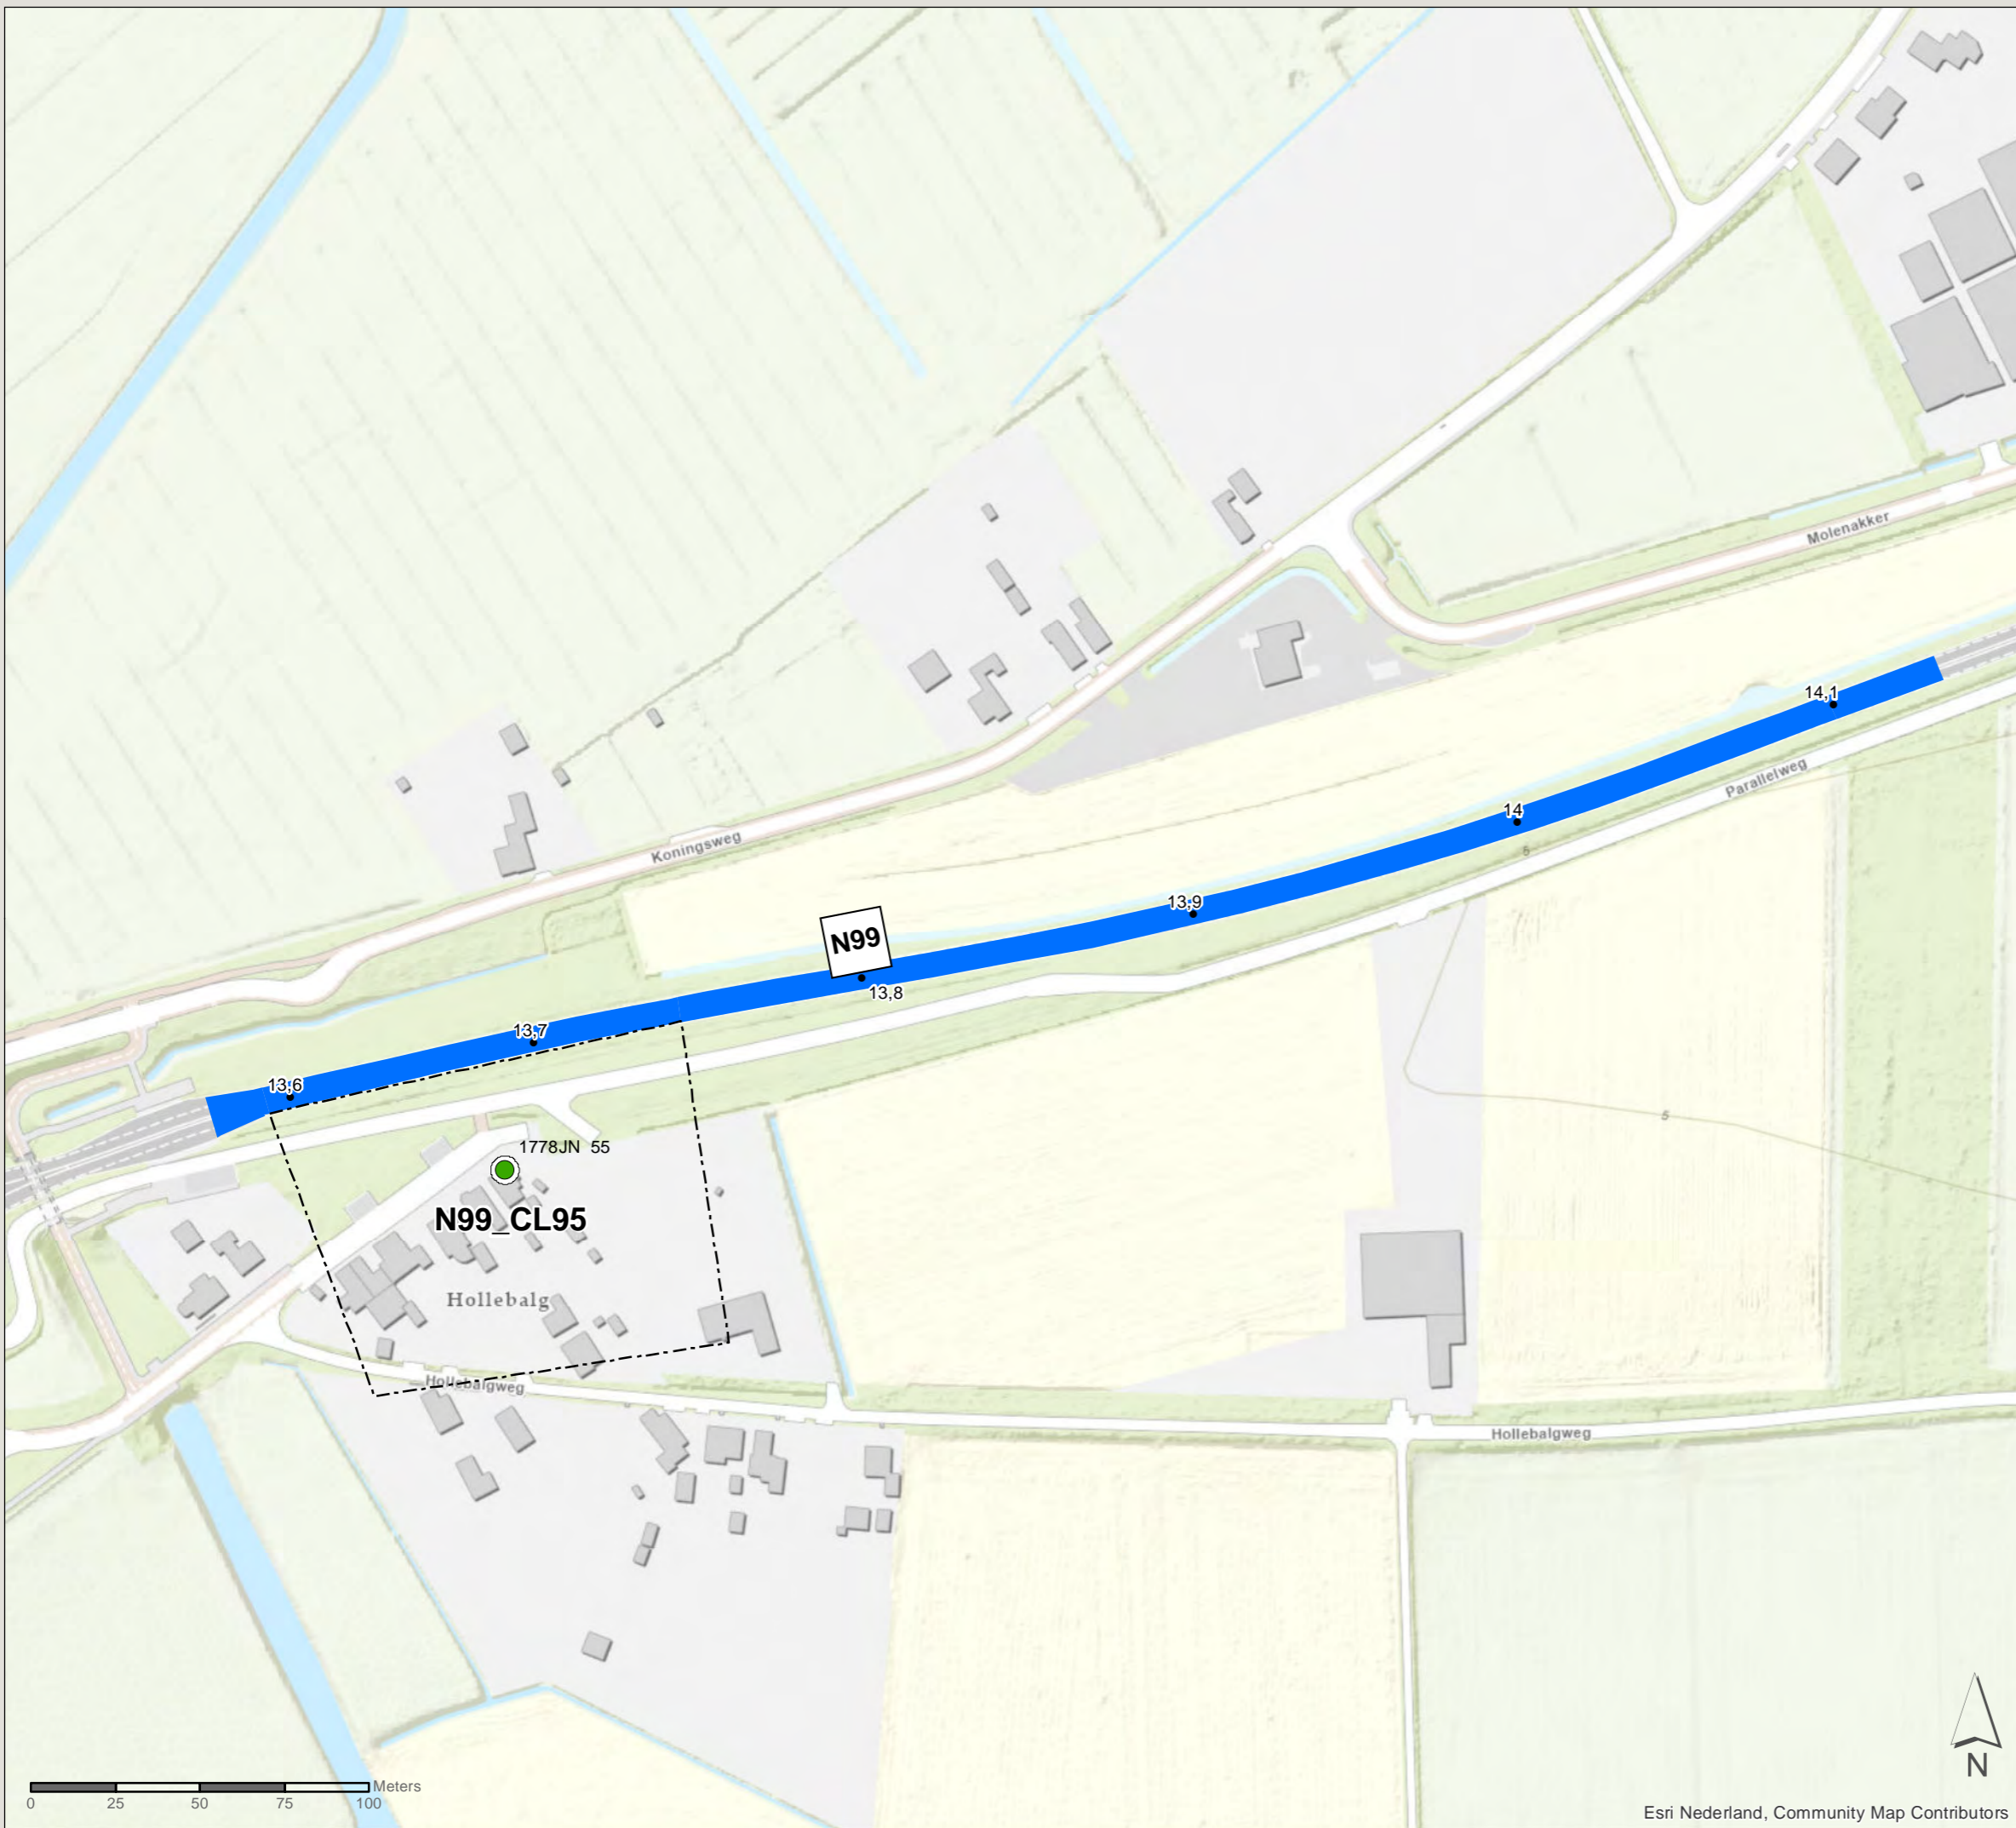 Molenakker
14,1
Parallelweg
14
5
Koningsweg
13,9
N99
13,8
13,7
13,6
5
1778JN 55
N99_CL95
Hollebalg
Hollebalgweg
Hollebalgweg
N
Meters
0 25 50 75 100
Esri Nederland, Community Map Contributors